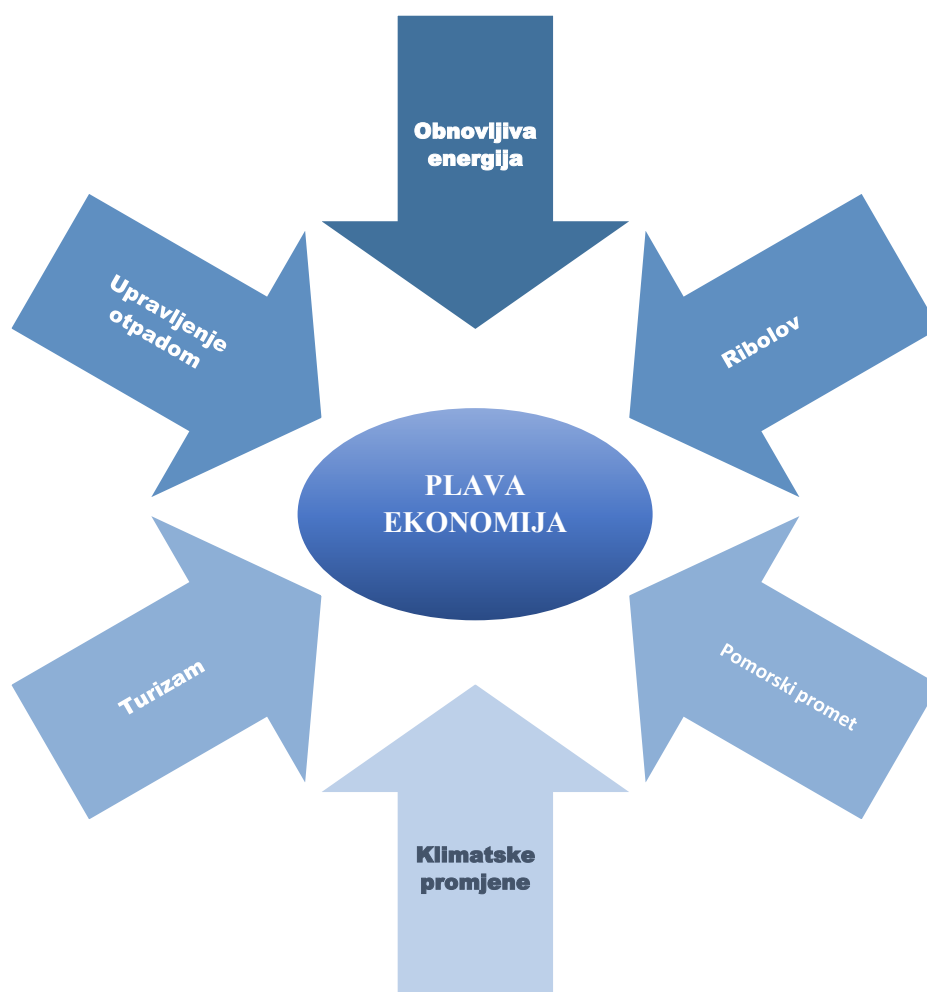 Obnovljiva
energija
Upravljenje
otpadom
Ribolov
PLAVA
EKONOMIJA
Turizam
Pomorski promet
Klimatske
promjene